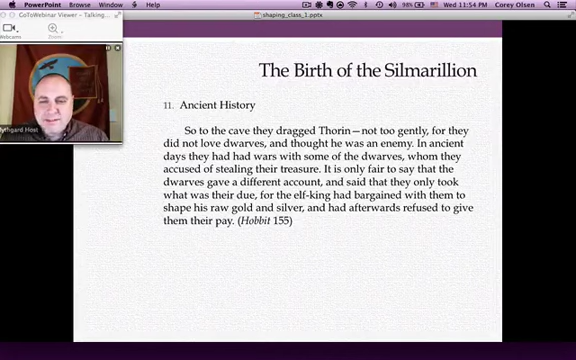 PowerPoint Browse Window Help
98% Wed 11:54 PM Corey Olsen
GoToWebinar Viewer – Talking...
shaping_class_1.pptx
Webcams
Zoom
Mythgard Host
The Birth of the Silmarillion
11. Ancient History
So to the cave they dragged Thorin—not too gently, for they
did not love dwarves, and thought he was an enemy. In ancient
days they had had wars with some of the dwarves, whom they
accused of stealing their treasure. It is only fair to say that the
dwarves gave a different account, and said that they only took
what was their due, for the elf-king had bargained with them to
shape his raw gold and silver, and had afterwards refused to give
them their pay. (Hobbit 155)